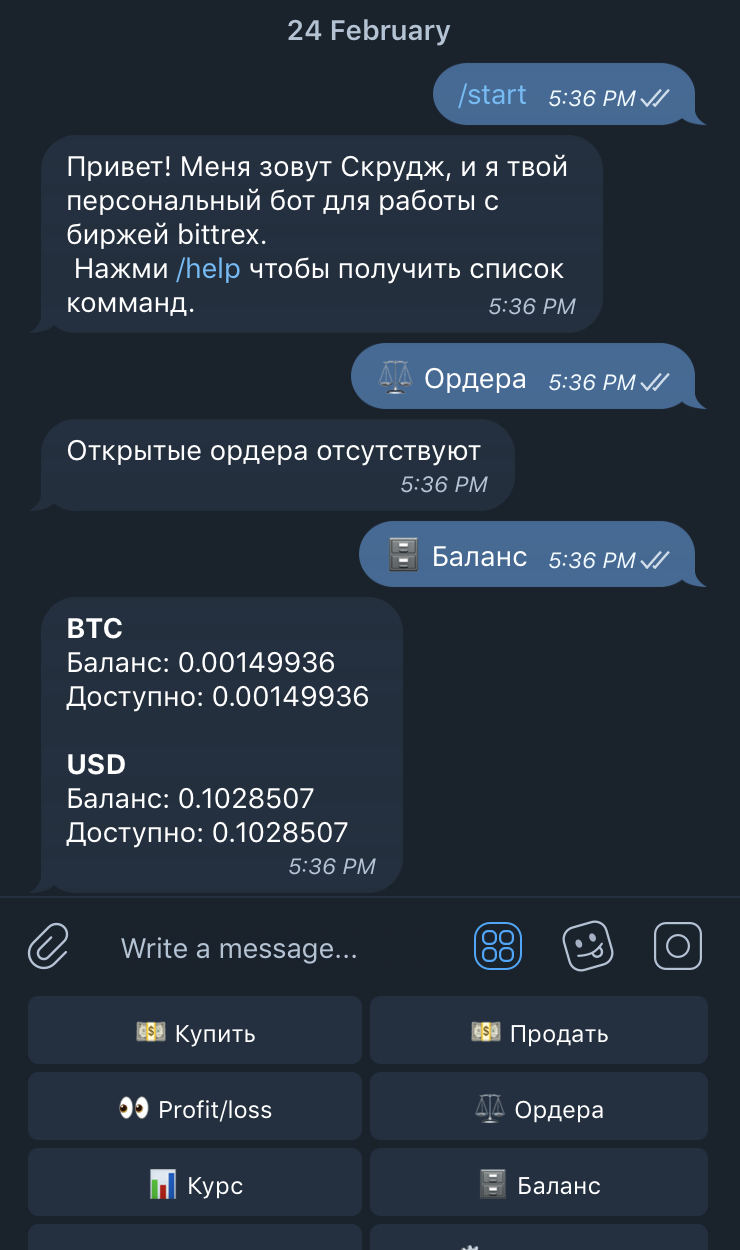 24 February
/start 5:36 PM
Привет! Меня зовут Скрудж, и я твой
персональный бот для работы с
биржей bittrex.
Нажми /help чтобы получить список
комманд. 5:36 PM
Ордера 5:36 PM
Открытые ордера отсутствуют
5:36 PM
Баланс 5:36 PM
BTC
Баланс: 0.00149936
Доступно: 0.00149936
USD
Баланс: 0.1028507
Доступно: 0.1028507
5:36 PM
Write a message...
Купить
Продать
Profit/loss
Ордера
Курс
Баланс